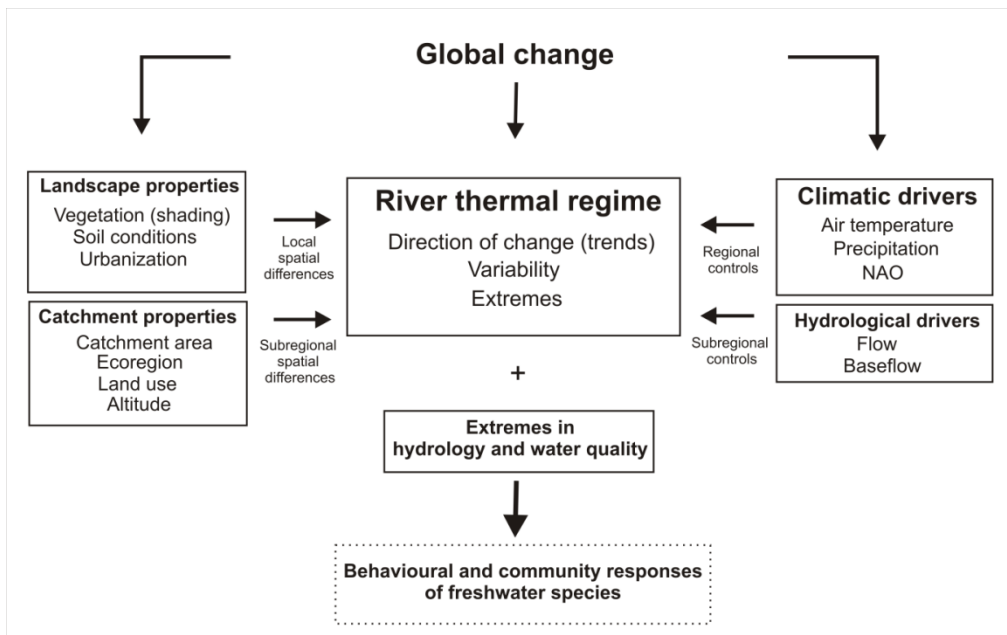 Global change
Landscape properties
Vegetation (shading)
Soil conditions
Urbanization
Local
spatial
differences
Catchment properties
Catchment area
Ecoregion
Land use
Altitude
Subregional
spatial
differences
River thermal regime
Direction of change (trends)
Variability
Extremes
Regional
controls
Climatic drivers
Air temperature
Precipitation
NAO
Subregional
controls
Hydrological drivers
Flow
Baseflow
+
Extremes in
hydrology and water quality
Behavioural and community responses
of freshwater species